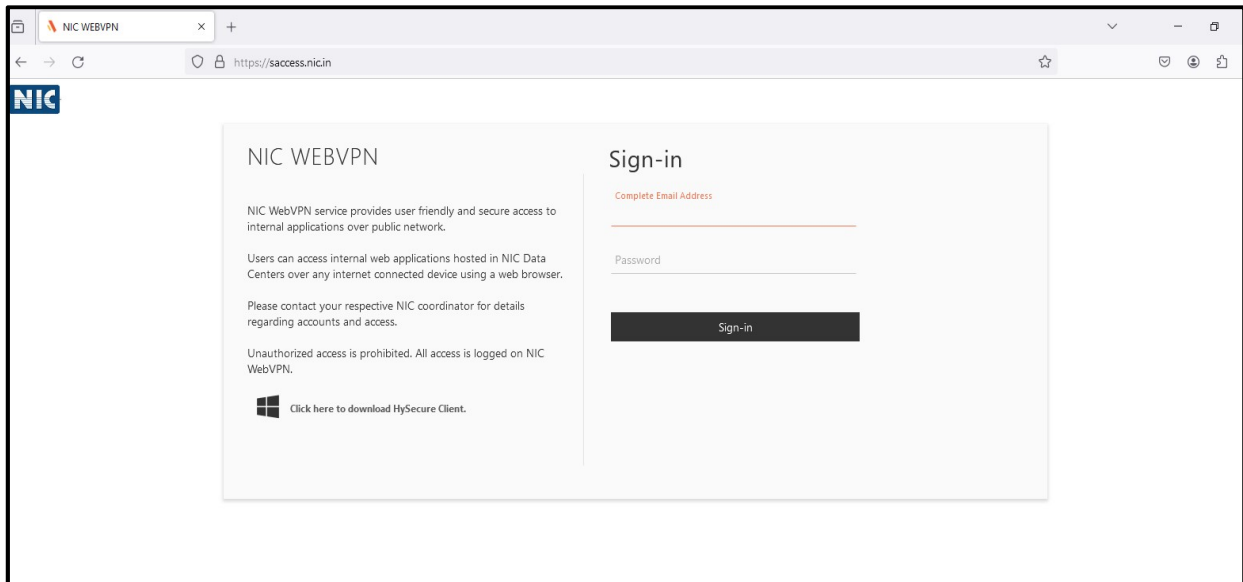 NIC WEBVPN
https://saccess.nic.in
NIC
NIC WEBVPN
NIC WebVPN service provides user friendly and secure access to
internal applications over public network.
Users can access internal web applications hosted in NIC Data
Centers over any internet connected device using a web browser.
Please contact your respective NIC coordinator for details
regarding accounts and access.
Unauthorized access is prohibited. All access is logged on NIC
WebVPN.
Click here to download HySecure Client.
Sign-in
Complete Email Address
Password
Sign-in